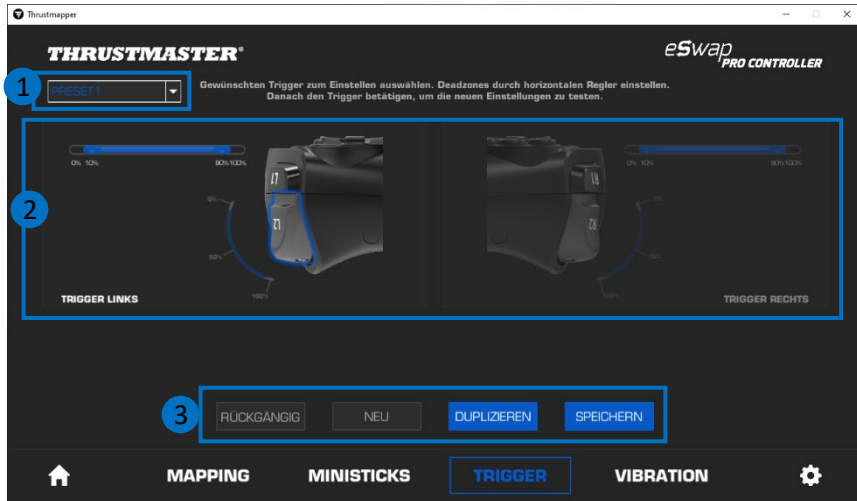 Thrustmapper
THRUSTMASTER®
eSwap
PRO CONTROLLER
1
PRESET1
Gewünschten Trigger zum Einstellen auswählen. Deadzones durch horizontalen Regler einstellen.
Danach den Trigger betätigen, um die neuen Einstellungen zu testen.
2
0% 10% 90% 100%
L1
L2
0%
50%
100%
TRIGGER LINKS
0% 10% 90% 100%
R1
R2
0%
50%
100%
TRIGGER RECHTS
3
RÜCKGÄNGIG NEU DUPLIZIEREN SPEICHERN
MAPPING MINISTICKS TRIGGER VIBRATION